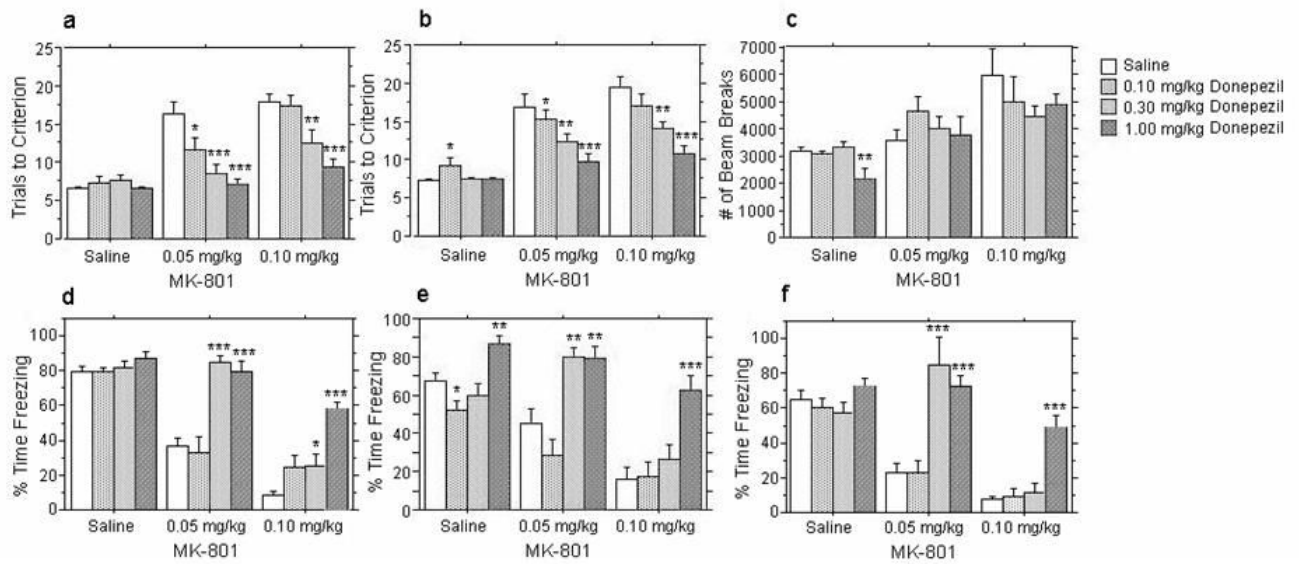 a
Trials to Criterion
25
20
15
10
5
0
* *** *** ** ***
Saline 0.05 mg/kg 0.10 mg/kg
MK-801
b
Trials to Criterion
25
20
15
10
5
0
* * ** *** ** ***
Saline 0.05 mg/kg 0.10 mg/kg
MK-801
c
# of Beam Breaks
7000
6000
5000
4000
3000
2000
1000
0
**
Saline 0.05 mg/kg 0.10 mg/kg
MK-801
Saline
0.10 mg/kg Donepezil
0.30 mg/kg Donepezil
1.00 mg/kg Donepezil
d
% Time Freezing
100
80
60
40
20
0
*** *** * ***
Saline 0.05 mg/kg 0.10 mg/kg
MK-801
e
% Time Freezing
100
80
60
40
20
0
* ** ** ** ***
Saline 0.05 mg/kg 0.10 mg/kg
MK-801
f
% Time Freezing
100
80
60
40
20
0
*** *** ***
Saline 0.05 mg/kg 0.10 mg/kg
MK-801